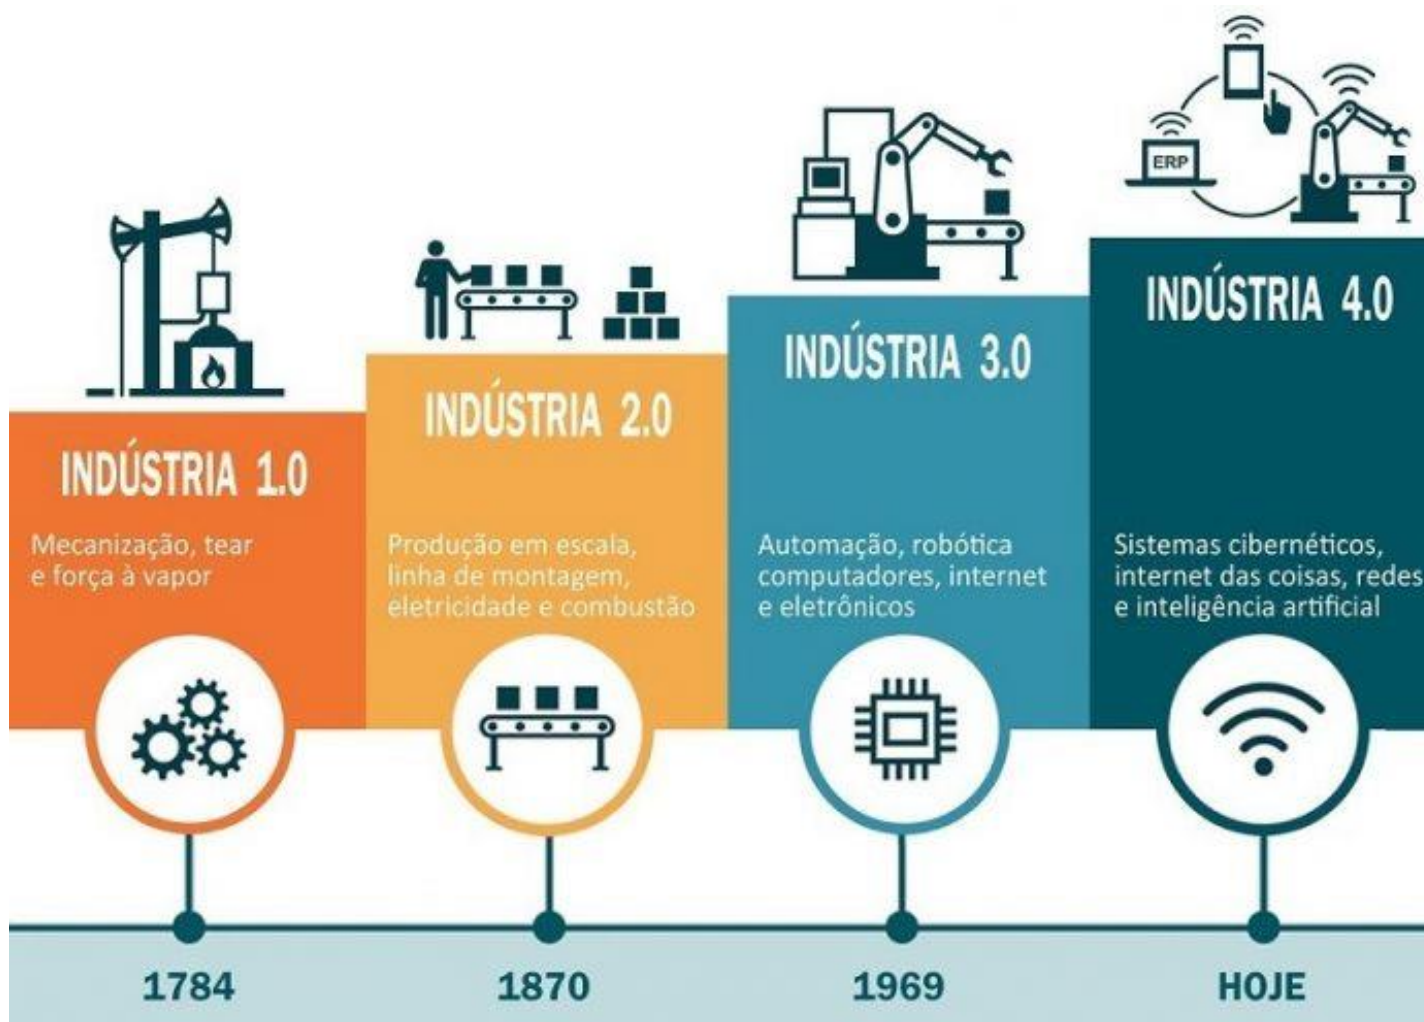 ERP
INDÚSTRIA 1.0
Mecanização, tear
e força à vapor
1784
INDÚSTRIA 2.0
Produção em escala,
linha de montagem,
eletricidade e combustão
1870
INDÚSTRIA 3.0
Automação, robótica
computadores, internet
e eletrônicos
1969
INDÚSTRIA 4.0
Sistemas cibernéticos,
internet das coisas, redes
e inteligência artificial
HOJE